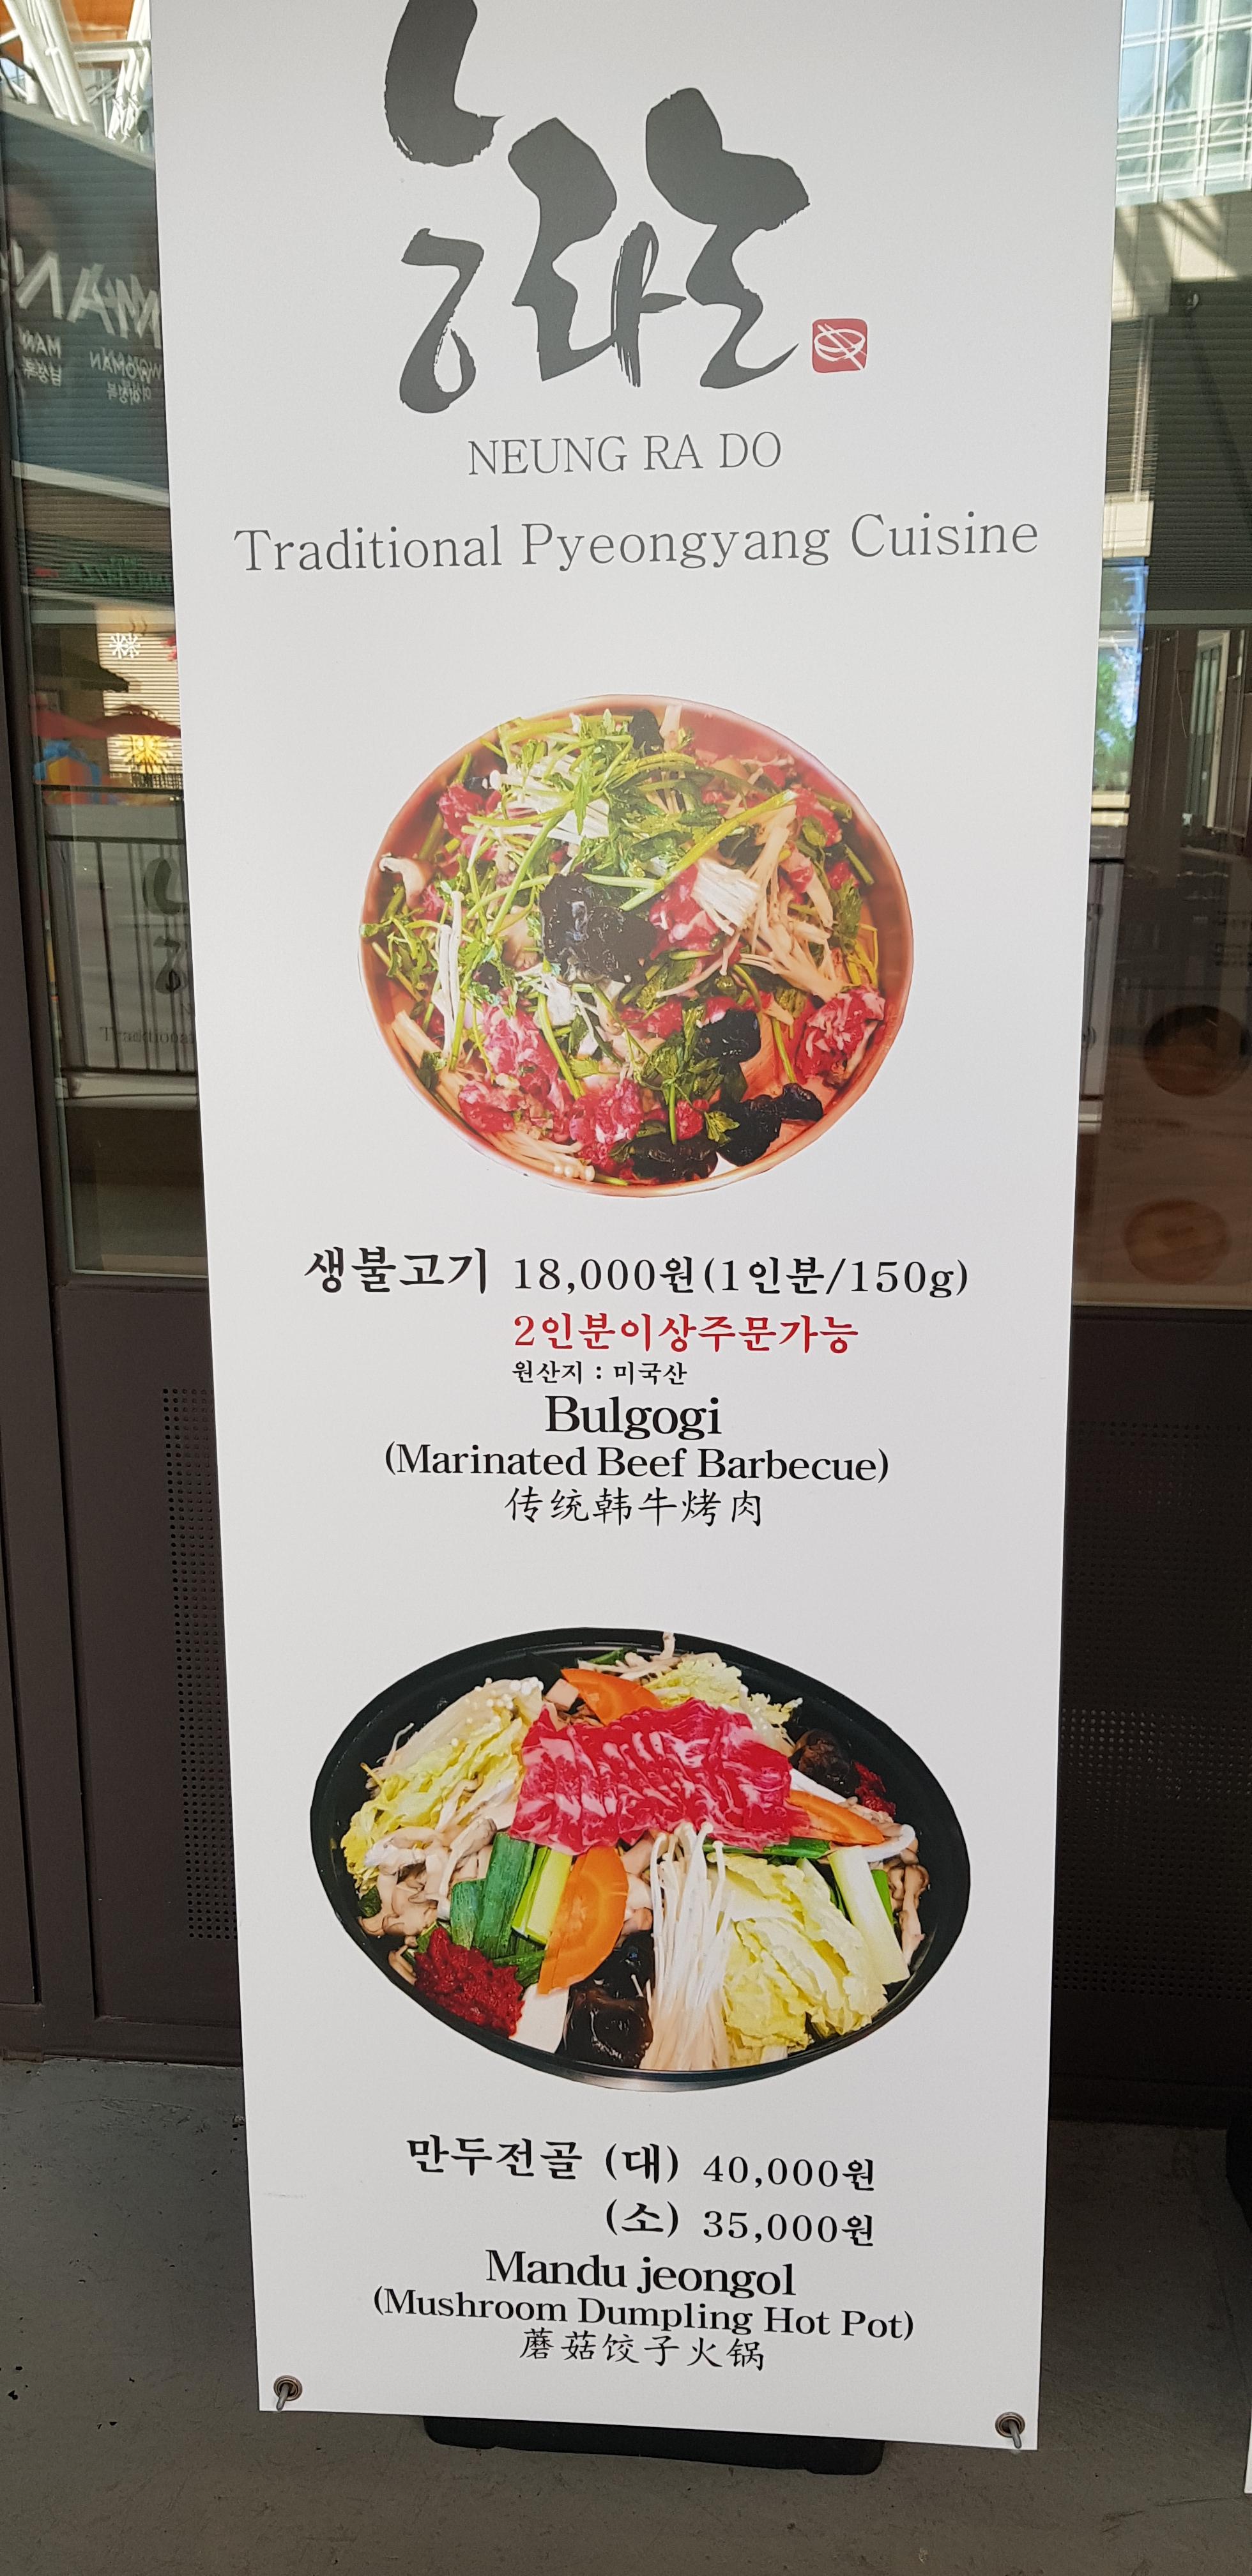 능라도
NEUNG RA DO
Traditional Pyeongyang Cuisine
생불고기 18,000원(1인분/150g)
2인분이상주문가능
원산지 : 미국산
Bulgogi
(Marinated Beef Barbecue)
传统韩牛烤肉
만두전골 (대) 40,000원
(소) 35,000원
Mandu jeongol
(Mushroom Dumpling Hot Pot)
蘑菇饺子火锅